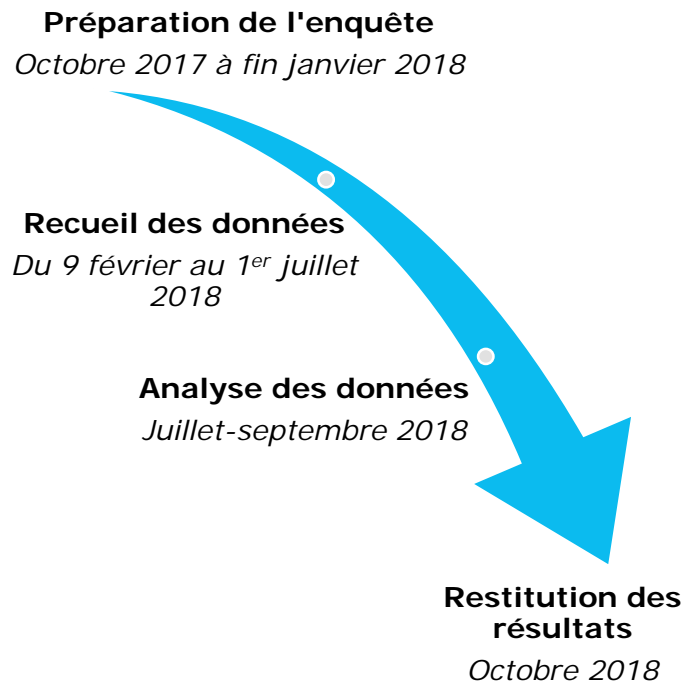 Préparation de l'enquête
Octobre 2017 à fin janvier 2018
Recueil des données
Du 9 février au 1er juillet
2018
Analyse des données
Juillet-septembre 2018
Restitution des
résultats
Octobre 2018